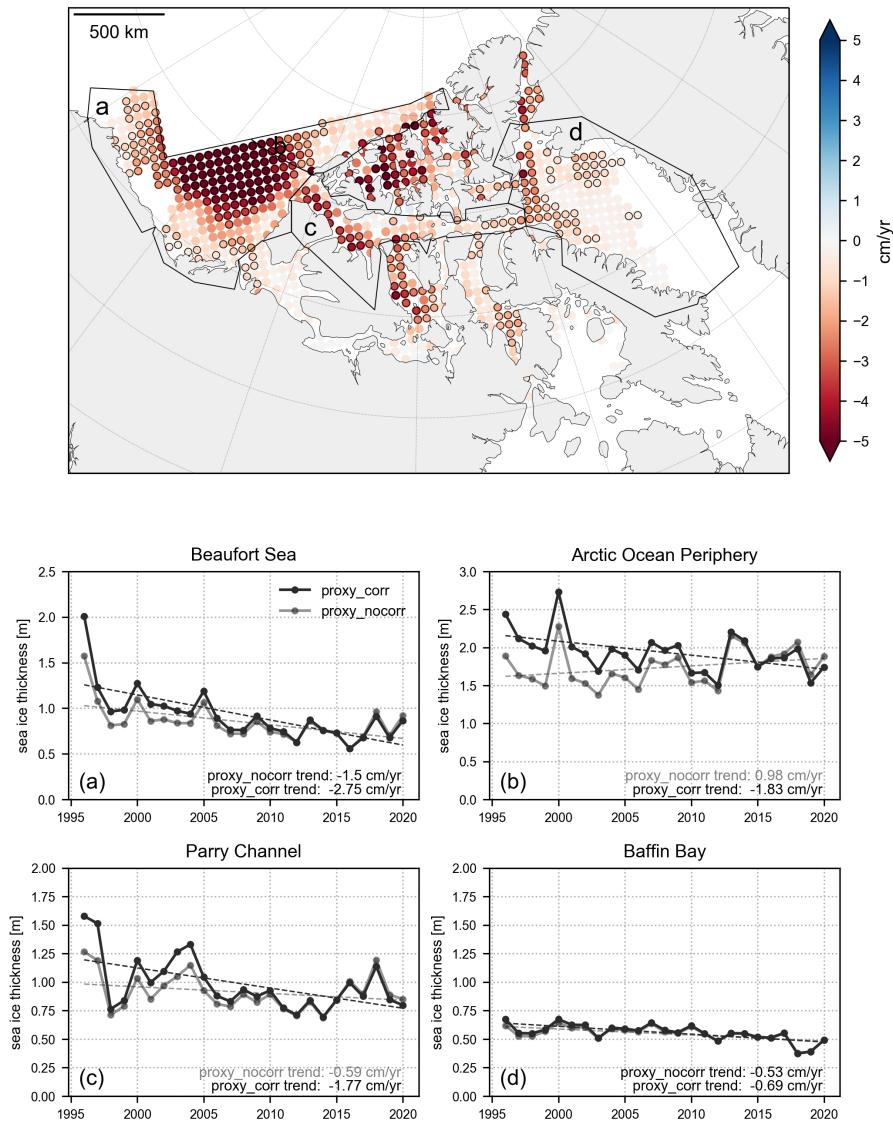 500 km
a
b
c
d
5
4
3
2
1
0
−1
−2
−3
−4
−5
cm/yr
Beaufort Sea
2.5
2.0
1.5
1.0
0.5
0.0
sea ice thickness [m]
proxy_corr
proxy_nocorr
(a)
proxy_nocorr trend: -1.5 cm/yr
proxy_corr trend: -2.75 cm/yr
1995 2000 2005 2010 2015 2020
Arctic Ocean Periphery
3.0
2.5
2.0
1.5
1.0
0.5
0.0
sea ice thickness [m]
(b)
proxy_nocorr trend: 0.98 cm/yr
proxy_corr trend: -1.83 cm/yr
1995 2000 2005 2010 2015 2020
Parry Channel
2.00
1.75
1.50
1.25
1.00
0.75
0.50
0.25
0.00
sea ice thickness [m]
(c)
proxy_nocorr trend: -0.59 cm/yr
proxy_corr trend: -1.77 cm/yr
1995 2000 2005 2010 2015 2020
Baffin Bay
2.00
1.75
1.50
1.25
1.00
0.75
0.50
0.25
0.00
sea ice thickness [m]
(d)
proxy_nocorr trend: -0.53 cm/yr
proxy_corr trend: -0.69 cm/yr
1995 2000 2005 2010 2015 2020